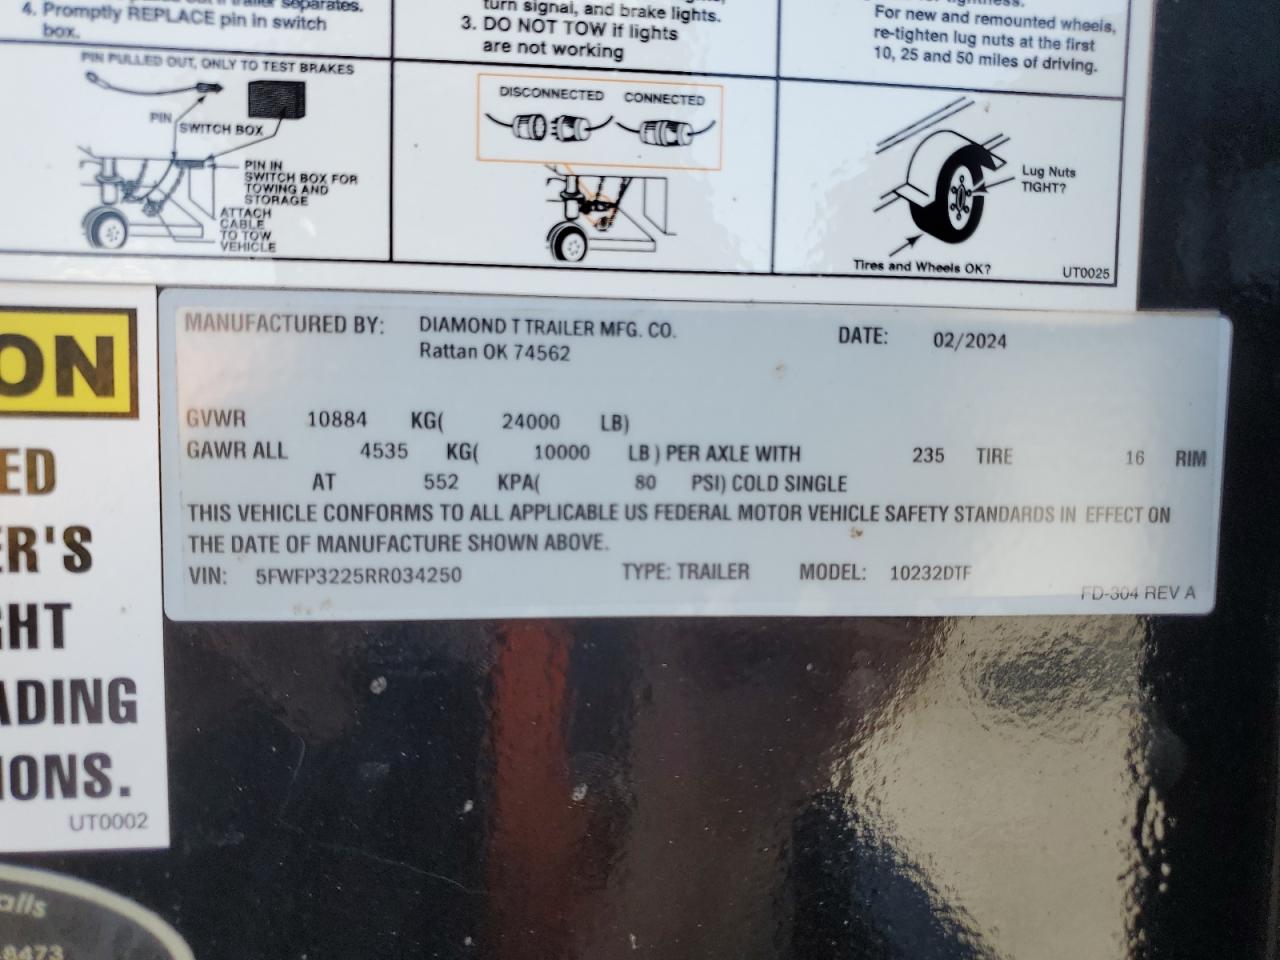 4. Promptly REPLACE pin in switch
box.
turn signal, and brake lights.
3. DO NOT TOW if lights
are not working
For new and remounted wheels,
re-tighten lug nuts at the first
10, 25 and 50 miles of driving.
PIN PULLED OUT, ONLY TO TEST BRAKES
PIN
SWITCH BOX
PIN IN
SWITCH BOX FOR
TOWING AND
STORAGE
ATTACH
CABLE
TO TOW
VEHICLE
DISCONNECTED CONNECTED
Lug Nuts
TIGHT?
Tires and Wheels OK?
UT0025
ON
ED
ER'S
GHT
ADING
IONS.
UT0002
MANUFACTURED BY: DIAMOND T TRAILER MFG. CO. DATE: 02/2024
Rattan OK 74562
GVWR 10884 KG( 24000 LB)
GAWR ALL 4535 KG( 10000 LB) PER AXLE WITH 235 TIRE 16 RIM
AT 552 KPA( 80 PSI) COLD SINGLE
THIS VEHICLE CONFORMS TO ALL APPLICABLE US FEDERAL MOTOR VEHICLE SAFETY STANDARDS IN EFFECT ON
THE DATE OF MANUFACTURE SHOWN ABOVE.
VIN: 5FWFP3225RR034250 TYPE: TRAILER MODEL: 10232DTF
FD-304 REV A
alls
8473